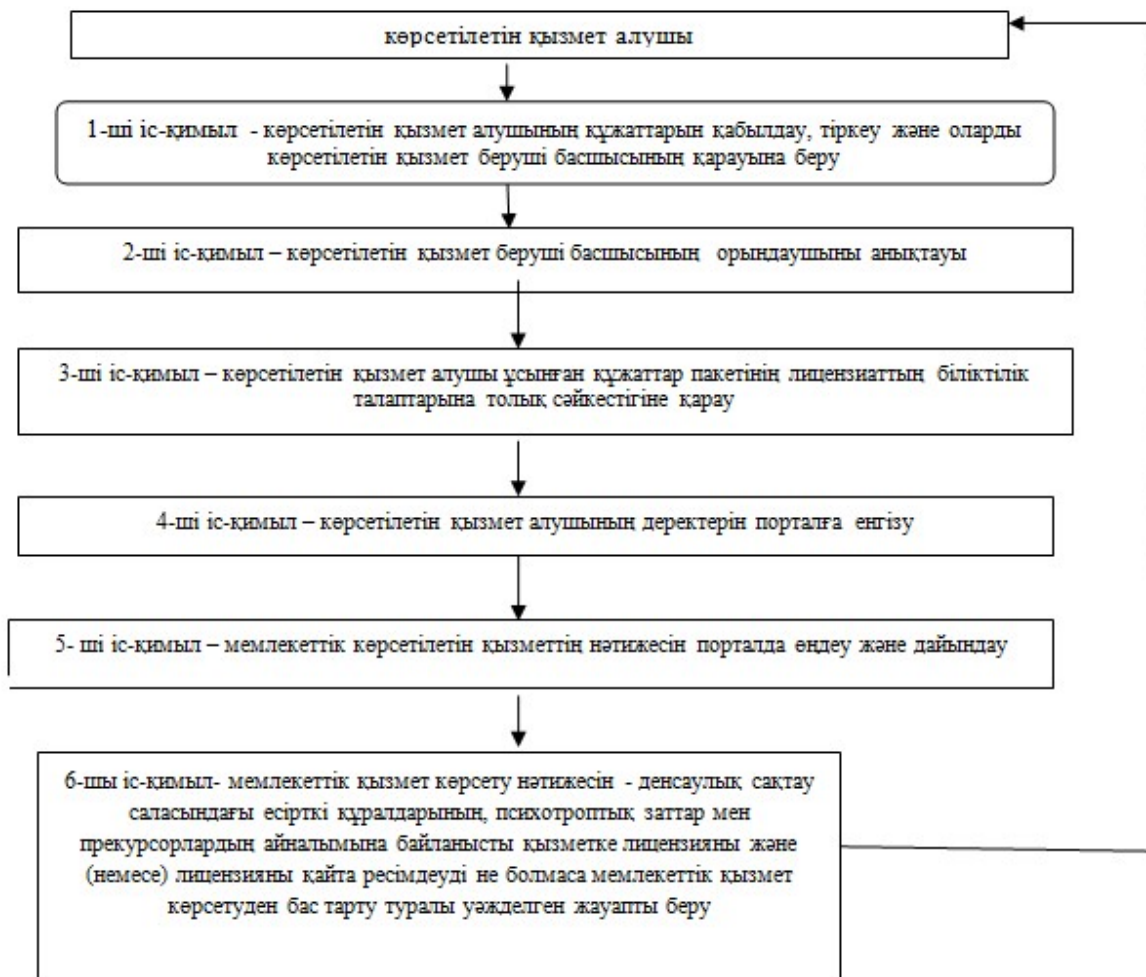 көрсетілетін қызмет алушы
1-ші іс-қимыл - көрсетілетін қызмет алушының құжаттарын қабылдау, тіркеу және оларды
көрсетілетін қызмет беруші басшысының қарауына беру
2-ші іс-қимыл – көрсетілетін қызмет беруші басшысының орындаушыны анықтауы
3-ші іс-қимыл – көрсетілетін қызмет алушы ұсынған құжаттар пакетінің лицензиаттың біліктілік
талаптарына толық сәйкестігіне қарау
4-ші іс-қимыл – көрсетілетін қызмет алушының деректерін порталға енгізу
5- ші іс-қимыл – мемлекеттік көрсетілетін қызметтің нәтижесін порталда өңдеу және дайындау
6-шы іс-қимыл- мемлекеттік қызмет көрсету нәтижесін - денсаулық сақтау
саласындағы есірткі құралдарының, психотроптық заттар мен
прекурсорлардың айналымына байланысты қызметке лицензияны және
(немесе) лицензияны қайта ресімдеуді не болмаса мемлекеттік қызмет
көрсетуден бас тарту туралы уәжделген жауапты беру